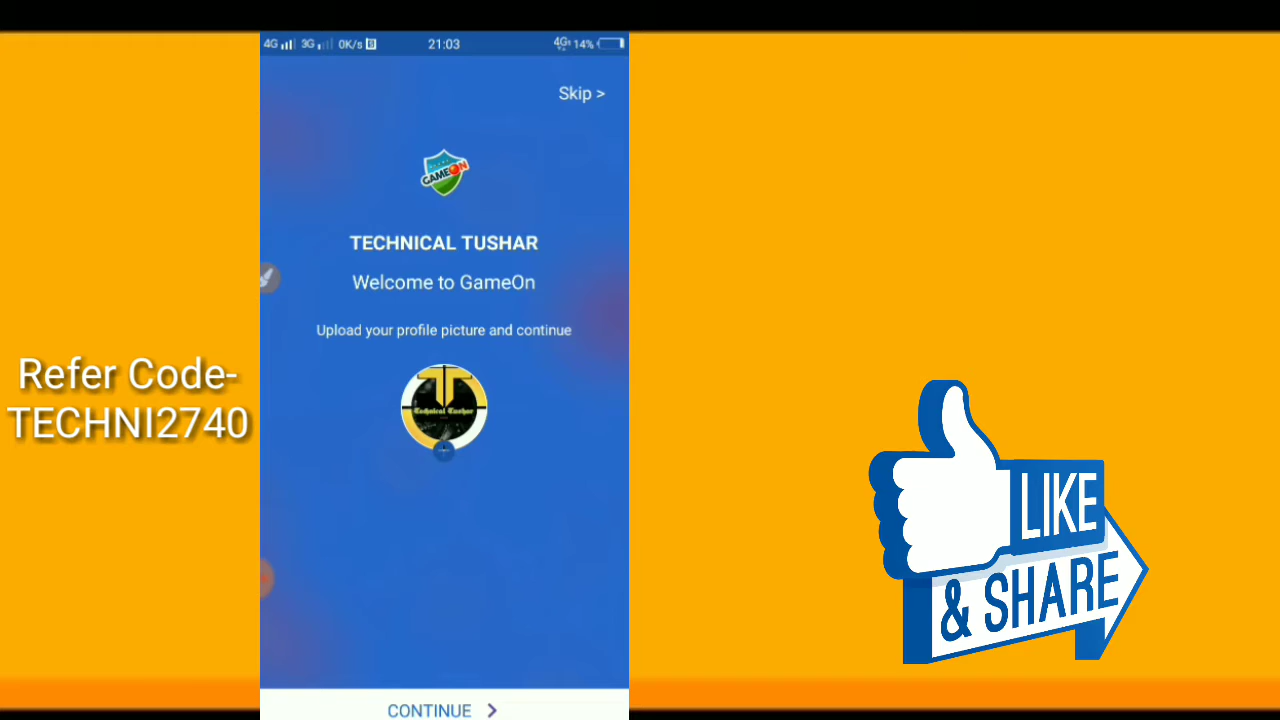 4G 3G 0K/s 21:03 4G 14%
Skip >
GAMEON
TECHNICAL TUSHAR
Welcome to GameOn
Upload your profile picture and continue
Technical Tushar
Refer Code-
TECHNI2740
LIKE
& SHARE
CONTINUE >